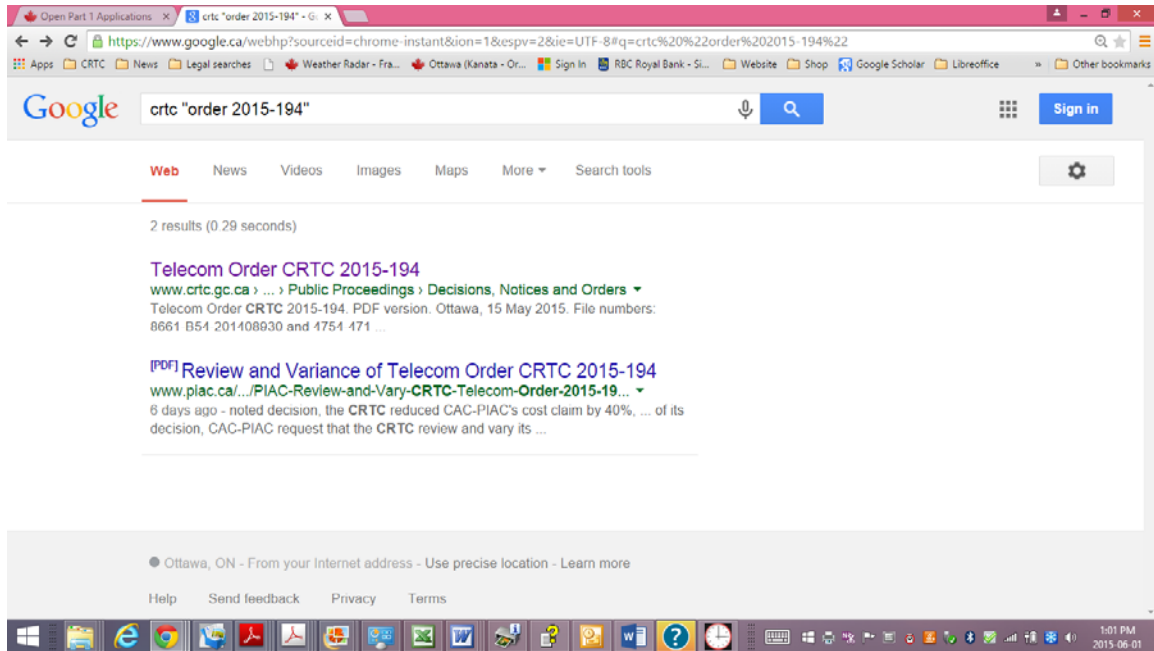 Open Part 1 Applications
crtc "order 2015-194" - G
https://www.google.ca/webhp?sourceid=chrome-instant&ion=1&espv=2&ie=UTF-8#q=crtc%20%22order%202015-194%22
Apps CRTC News Legal searches Weather Radar - Fra... Ottawa (Kanata - Or... Sign In RBC Royal Bank - Si... Website Shop Google Scholar Libreoffice » Other bookmarks
Google crtc "order 2015-194" Sign in
Web News Videos Images Maps More Search tools
2 results (0.29 seconds)
Telecom Order CRTC 2015-194
www.crtc.gc.ca › ... › Public Proceedings › Decisions, Notices and Orders
Telecom Order CRTC 2015-194. PDF version. Ottawa, 15 May 2015. File numbers:
8661 B54 201408930 and 4754 471 ...
[PDF] Review and Variance of Telecom Order CRTC 2015-194
www.piac.ca/.../PIAC-Review-and-Vary-CRTC-Telecom-Order-2015-19...
6 days ago - noted decision, the CRTC reduced CAC-PIAC's cost claim by 40%, ... of its
decision, CAC-PIAC request that the CRTC review and vary its ...
Ottawa, ON - From your Internet address - Use precise location - Learn more
Help Send feedback Privacy Terms
1:01 PM
2015-06-01